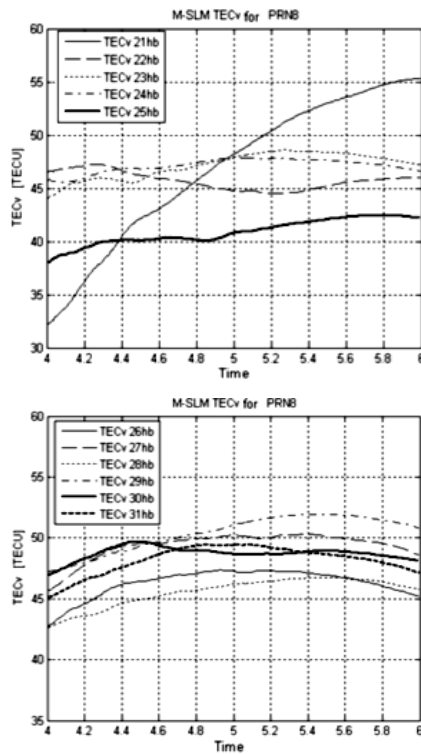 M-SLM TECv for PRN8
60
55
50
45
40
35
30
TECv [TECU]
TECv 21hb
TECv 22hb
TECv 23hb
TECv 24hb
TECv 25hb
4 4.2 4.4 4.6 4.8 5 5.2 5.4 5.6 5.8 6
Time
M-SLM TECv for PRN8
60
55
50
45
40
35
TECv [TECU]
TECv 26hb
TECv 27hb
TECv 28hb
TECv 29hb
TECv 30hb
TECv 31hb
4 4.2 4.4 4.6 4.8 5 5.2 5.4 5.6 5.8 6
Time